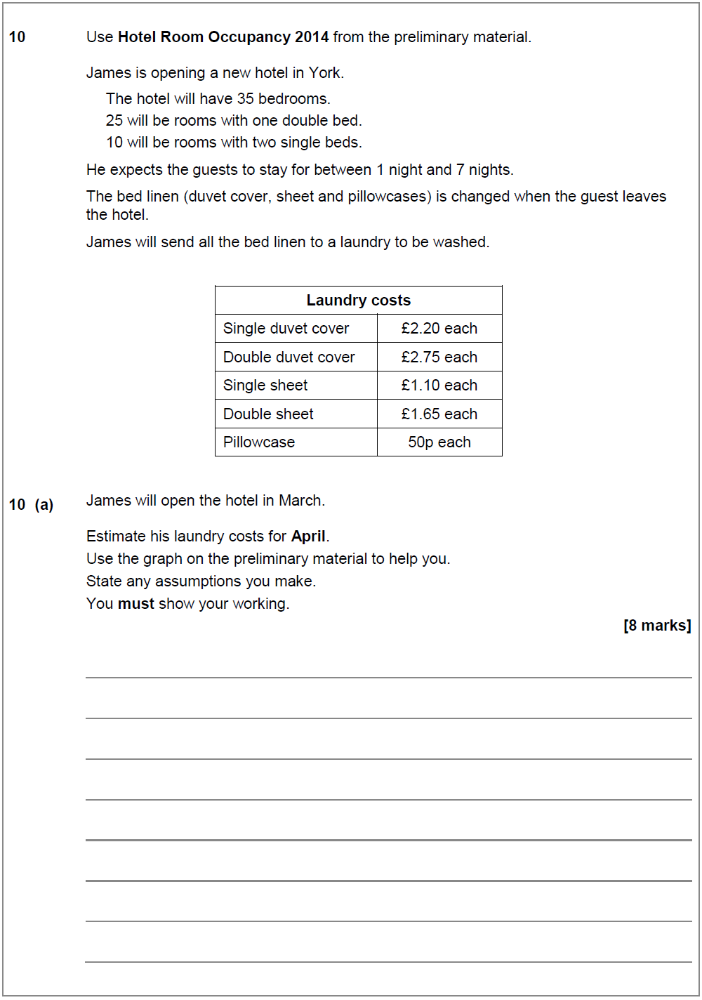 10 Use Hotel Room Occupancy 2014 from the preliminary material.
James is opening a new hotel in York.
The hotel will have 35 bedrooms.
25 will be rooms with one double bed.
10 will be rooms with two single beds.
He expects the guests to stay for between 1 night and 7 nights.
The bed linen (duvet cover, sheet and pillowcases) is changed when the guest leaves
the hotel.
James will send all the bed linen to a laundry to be washed.
Laundry costs
Single duvet cover £2.20 each
Double duvet cover £2.75 each
Single sheet £1.10 each
Double sheet £1.65 each
Pillowcase 50p each
10 (a) James will open the hotel in March.
Estimate his laundry costs for April.
Use the graph on the preliminary material to help you.
State any assumptions you make.
You must show your working.
[8 marks]